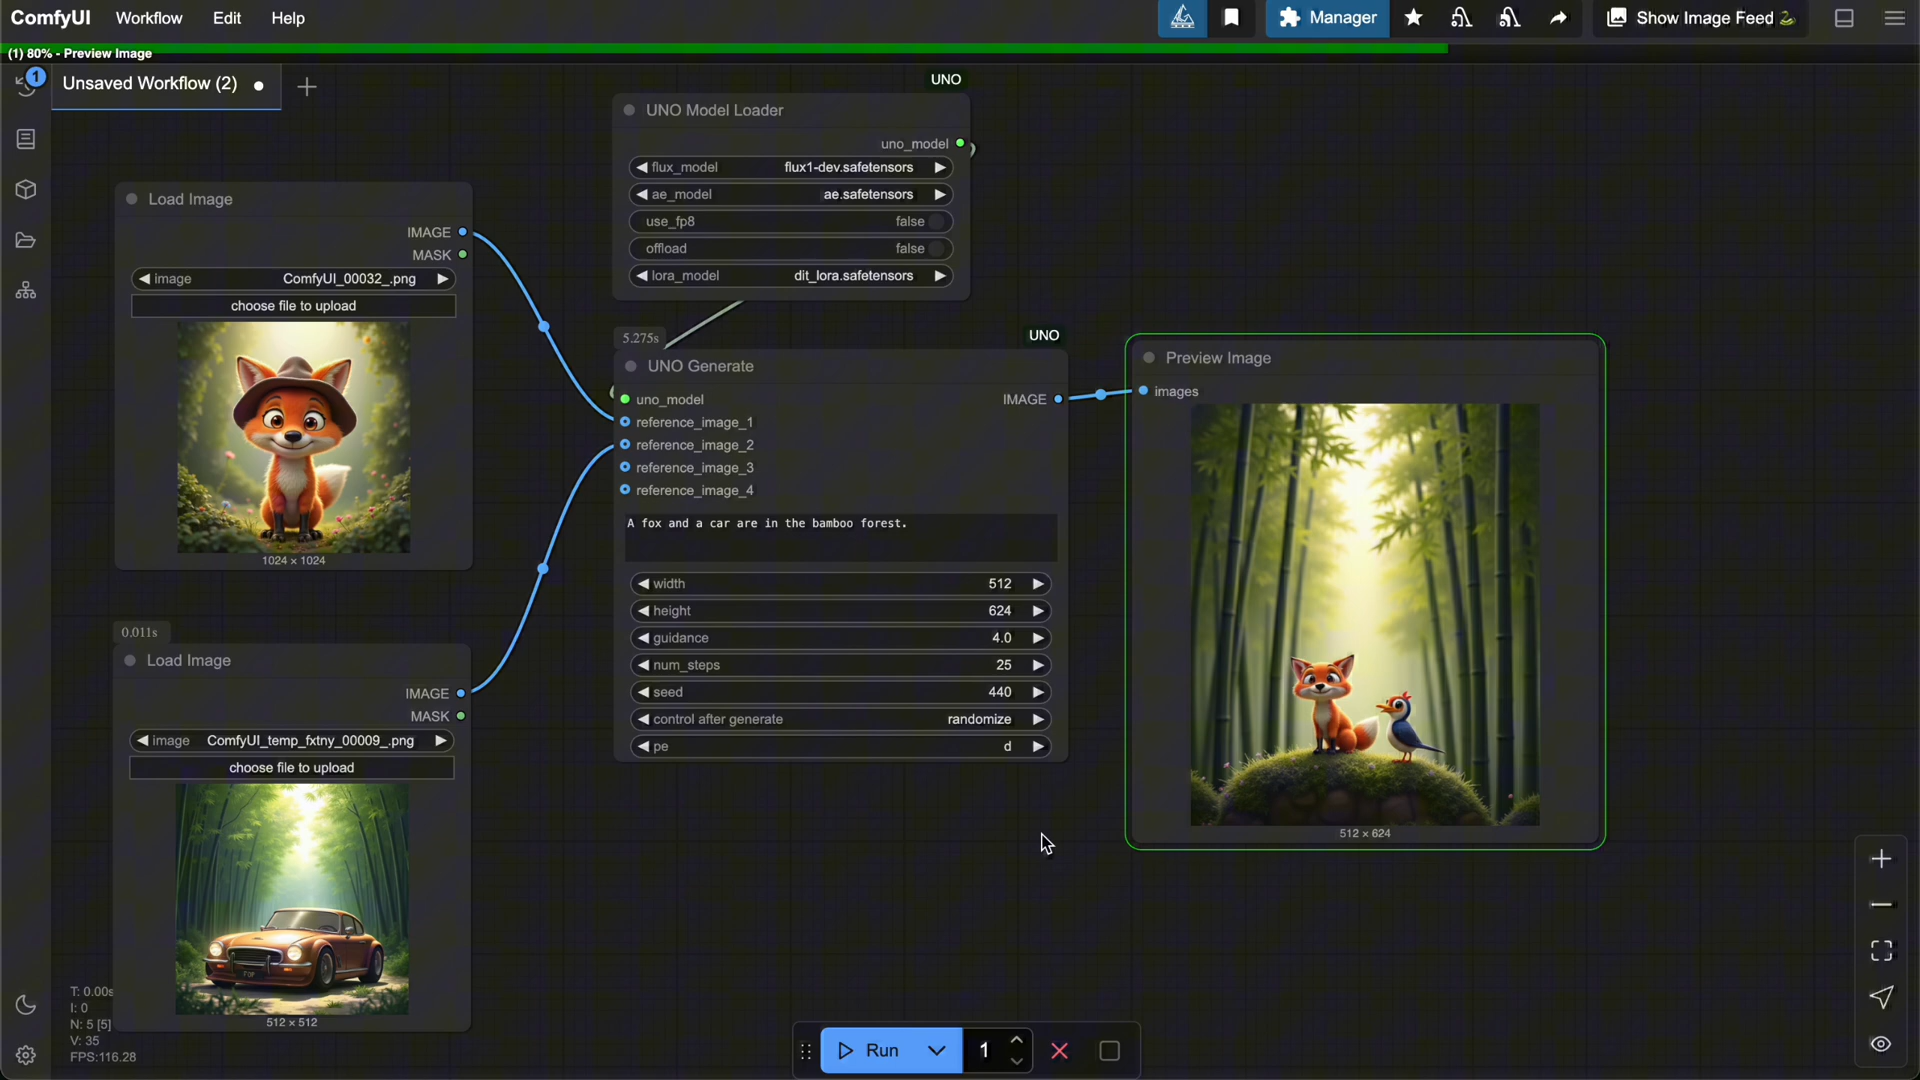 ComfyUI Workflow Edit Help Manager Show Image Feed
(1) 80% - Preview Image
1
Unsaved Workflow (2)
UNO
UNO Model Loader
uno_model
flux_model flux1-dev.safetensors
ae_model ae.safetensors
use_fp8 false
offload false
lora_model dit_lora.safetensors
Load Image
IMAGE
MASK
image ComfyUI_00032_.png
choose file to upload
1024 × 1024
5.275s
UNO
UNO Generate
uno_model IMAGE
reference_image_1
reference_image_2
reference_image_3
reference_image_4
A fox and a car are in the bamboo forest.
width 512
height 624
guidance 4.0
num_steps 25
seed 440
control after generate randomize
pe d
Preview Image
images
512 × 624
0.011s
Load Image
IMAGE
MASK
image ComfyUI_temp_fxtny_00009_.png
choose file to upload
512 × 512
T: 0.00s
I: 0
N: 5 [5]
V: 35
FPS:116.28
Run 1